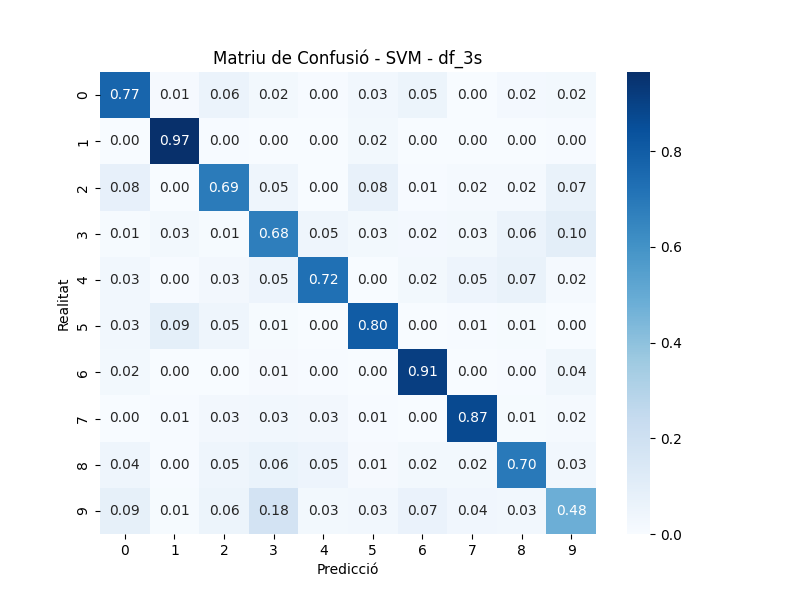 Matriu de Confusió - SVM - df_3s
0 0.77 0.01 0.06 0.02 0.00 0.03 0.05 0.00 0.02 0.02
1 0.00 0.97 0.00 0.00 0.00 0.02 0.00 0.00 0.00 0.00
2 0.08 0.00 0.69 0.05 0.00 0.08 0.01 0.02 0.02 0.07
3 0.01 0.03 0.01 0.68 0.05 0.03 0.02 0.03 0.06 0.10
4 0.03 0.00 0.03 0.05 0.72 0.00 0.02 0.05 0.07 0.02
5 0.03 0.09 0.05 0.01 0.00 0.80 0.00 0.01 0.01 0.00
6 0.02 0.00 0.00 0.01 0.00 0.00 0.91 0.00 0.00 0.04
7 0.00 0.01 0.03 0.03 0.03 0.01 0.00 0.87 0.01 0.02
8 0.04 0.00 0.05 0.06 0.05 0.01 0.02 0.02 0.70 0.03
9 0.09 0.01 0.06 0.18 0.03 0.03 0.07 0.04 0.03 0.48
0 1 2 3 4 5 6 7 8 9
Predicció
Realitat
0.8
0.6
0.4
0.2
0.0